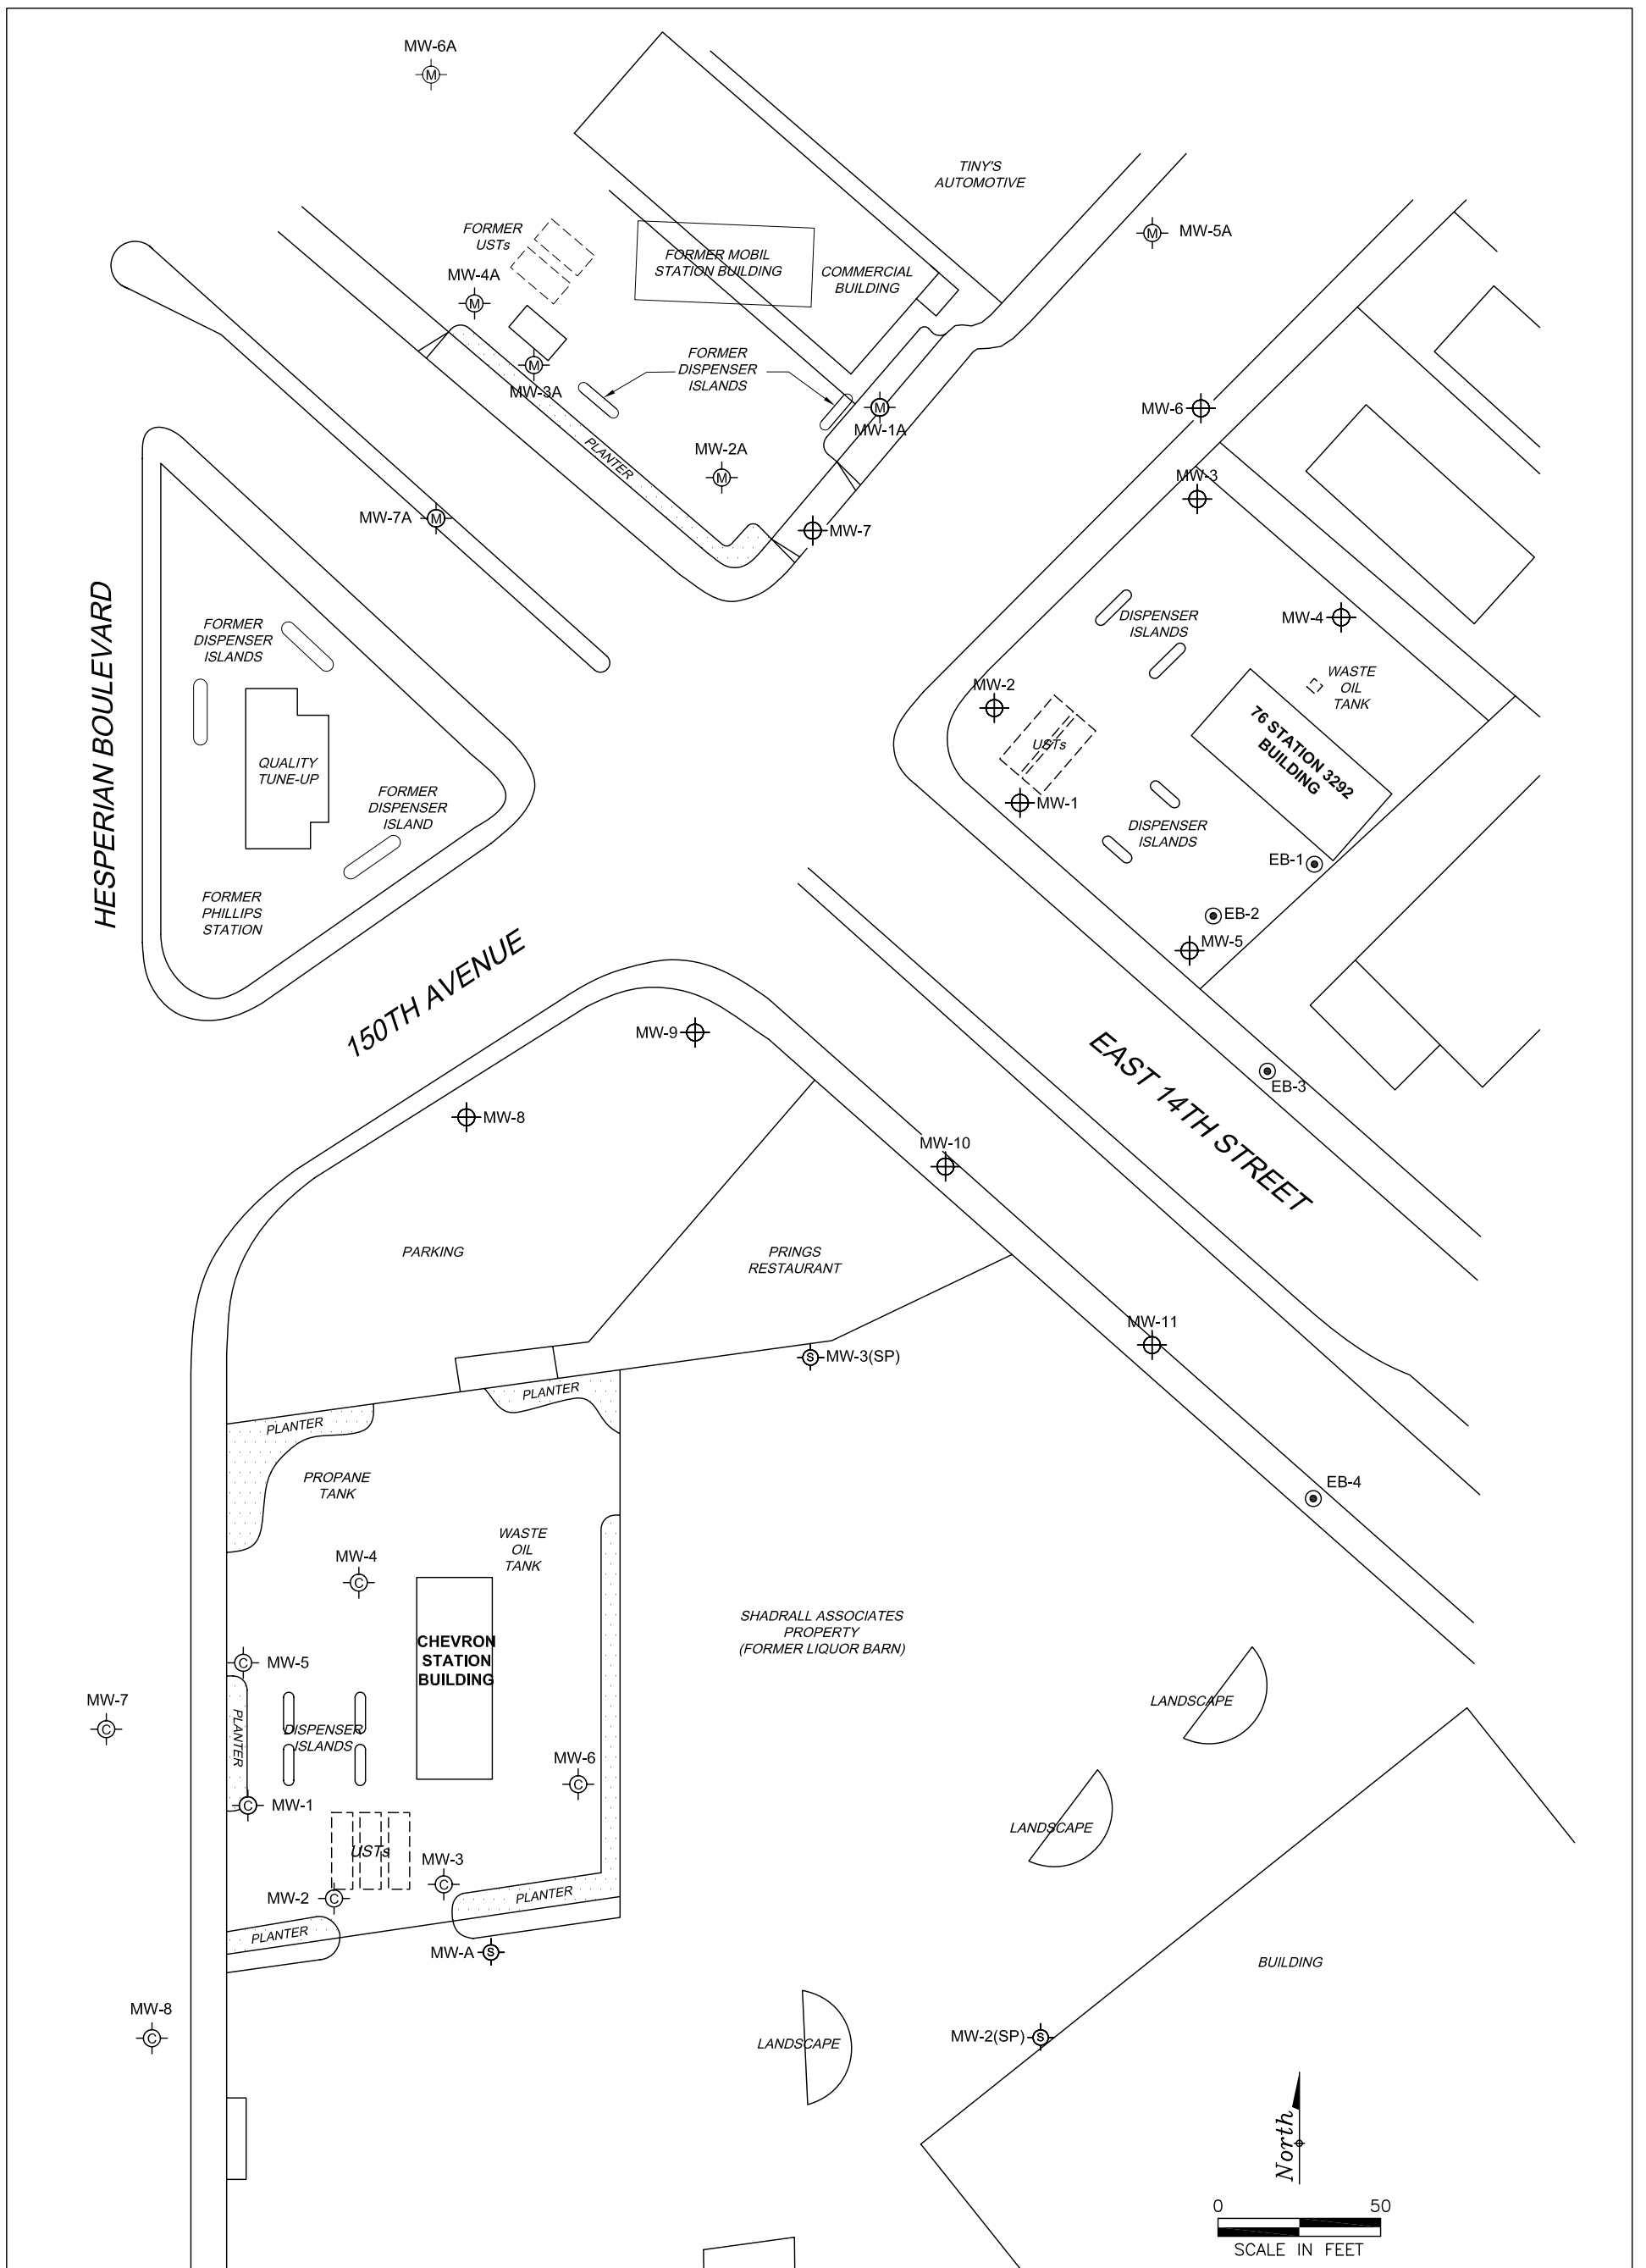 MW-6A
M
TINY'S
AUTOMOTIVE
FORMER
USTs
M
MW-5A
FORMER MOBIL
STATION BUILDING
COMMERCIAL
BUILDING
MW-4A
M
FORMER
DISPENSER
ISLANDS
M
MW-3A
M
MW-1A
MW-6
PLANTER
MW-2A
M
MW-3
MW-7A
M
MW-7
HESPERIAN BOULEVARD
FORMER
DISPENSER
ISLANDS
DISPENSER
ISLANDS
MW-4
WASTE
OIL
TANK
MW-2
76 STATION 3292
BUILDING
USTs
QUALITY
TUNE-UP
FORMER
DISPENSER
ISLAND
MW-1
DISPENSER
ISLANDS
EB-1
FORMER
PHILLIPS
STATION
EB-2
MW-5
150TH AVENUE
MW-9
EAST 14TH STREET
EB-3
MW-8
MW-10
PARKING
PRINGS
RESTAURANT
MW-11
S
MW-3(SP)
PLANTER
PLANTER
PROPANE
TANK
EB-4
WASTE
OIL
TANK
MW-4
C
SHADRALL ASSOCIATES
PROPERTY
(FORMER LIQUOR BARN)
CHEVRON
STATION
BUILDING
C
MW-5
MW-7
C
LANDSCAPE
PLANTER
DISPENSER
ISLANDS
MW-6
C
C
MW-1
LANDSCAPE
USTs
MW-3
C
MW-2
C
PLANTER
PLANTER
MW-A
S
BUILDING
MW-8
C
LANDSCAPE
MW-2(SP)
S
North
0 50
SCALE IN FEET